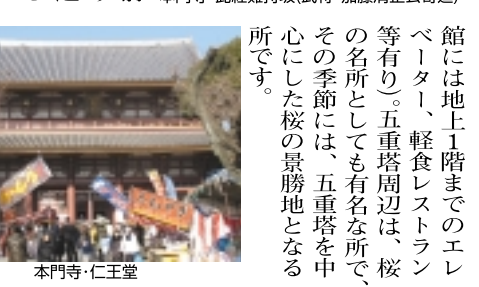 館には地上1階までのエレ
ベーター、軽食レストラン
等有り)。五重塔周辺は、桜
の名所としても有名な所で、
その季節には、五重塔を中
心にした桜の景勝地となる
所です。
本門寺･仁王堂